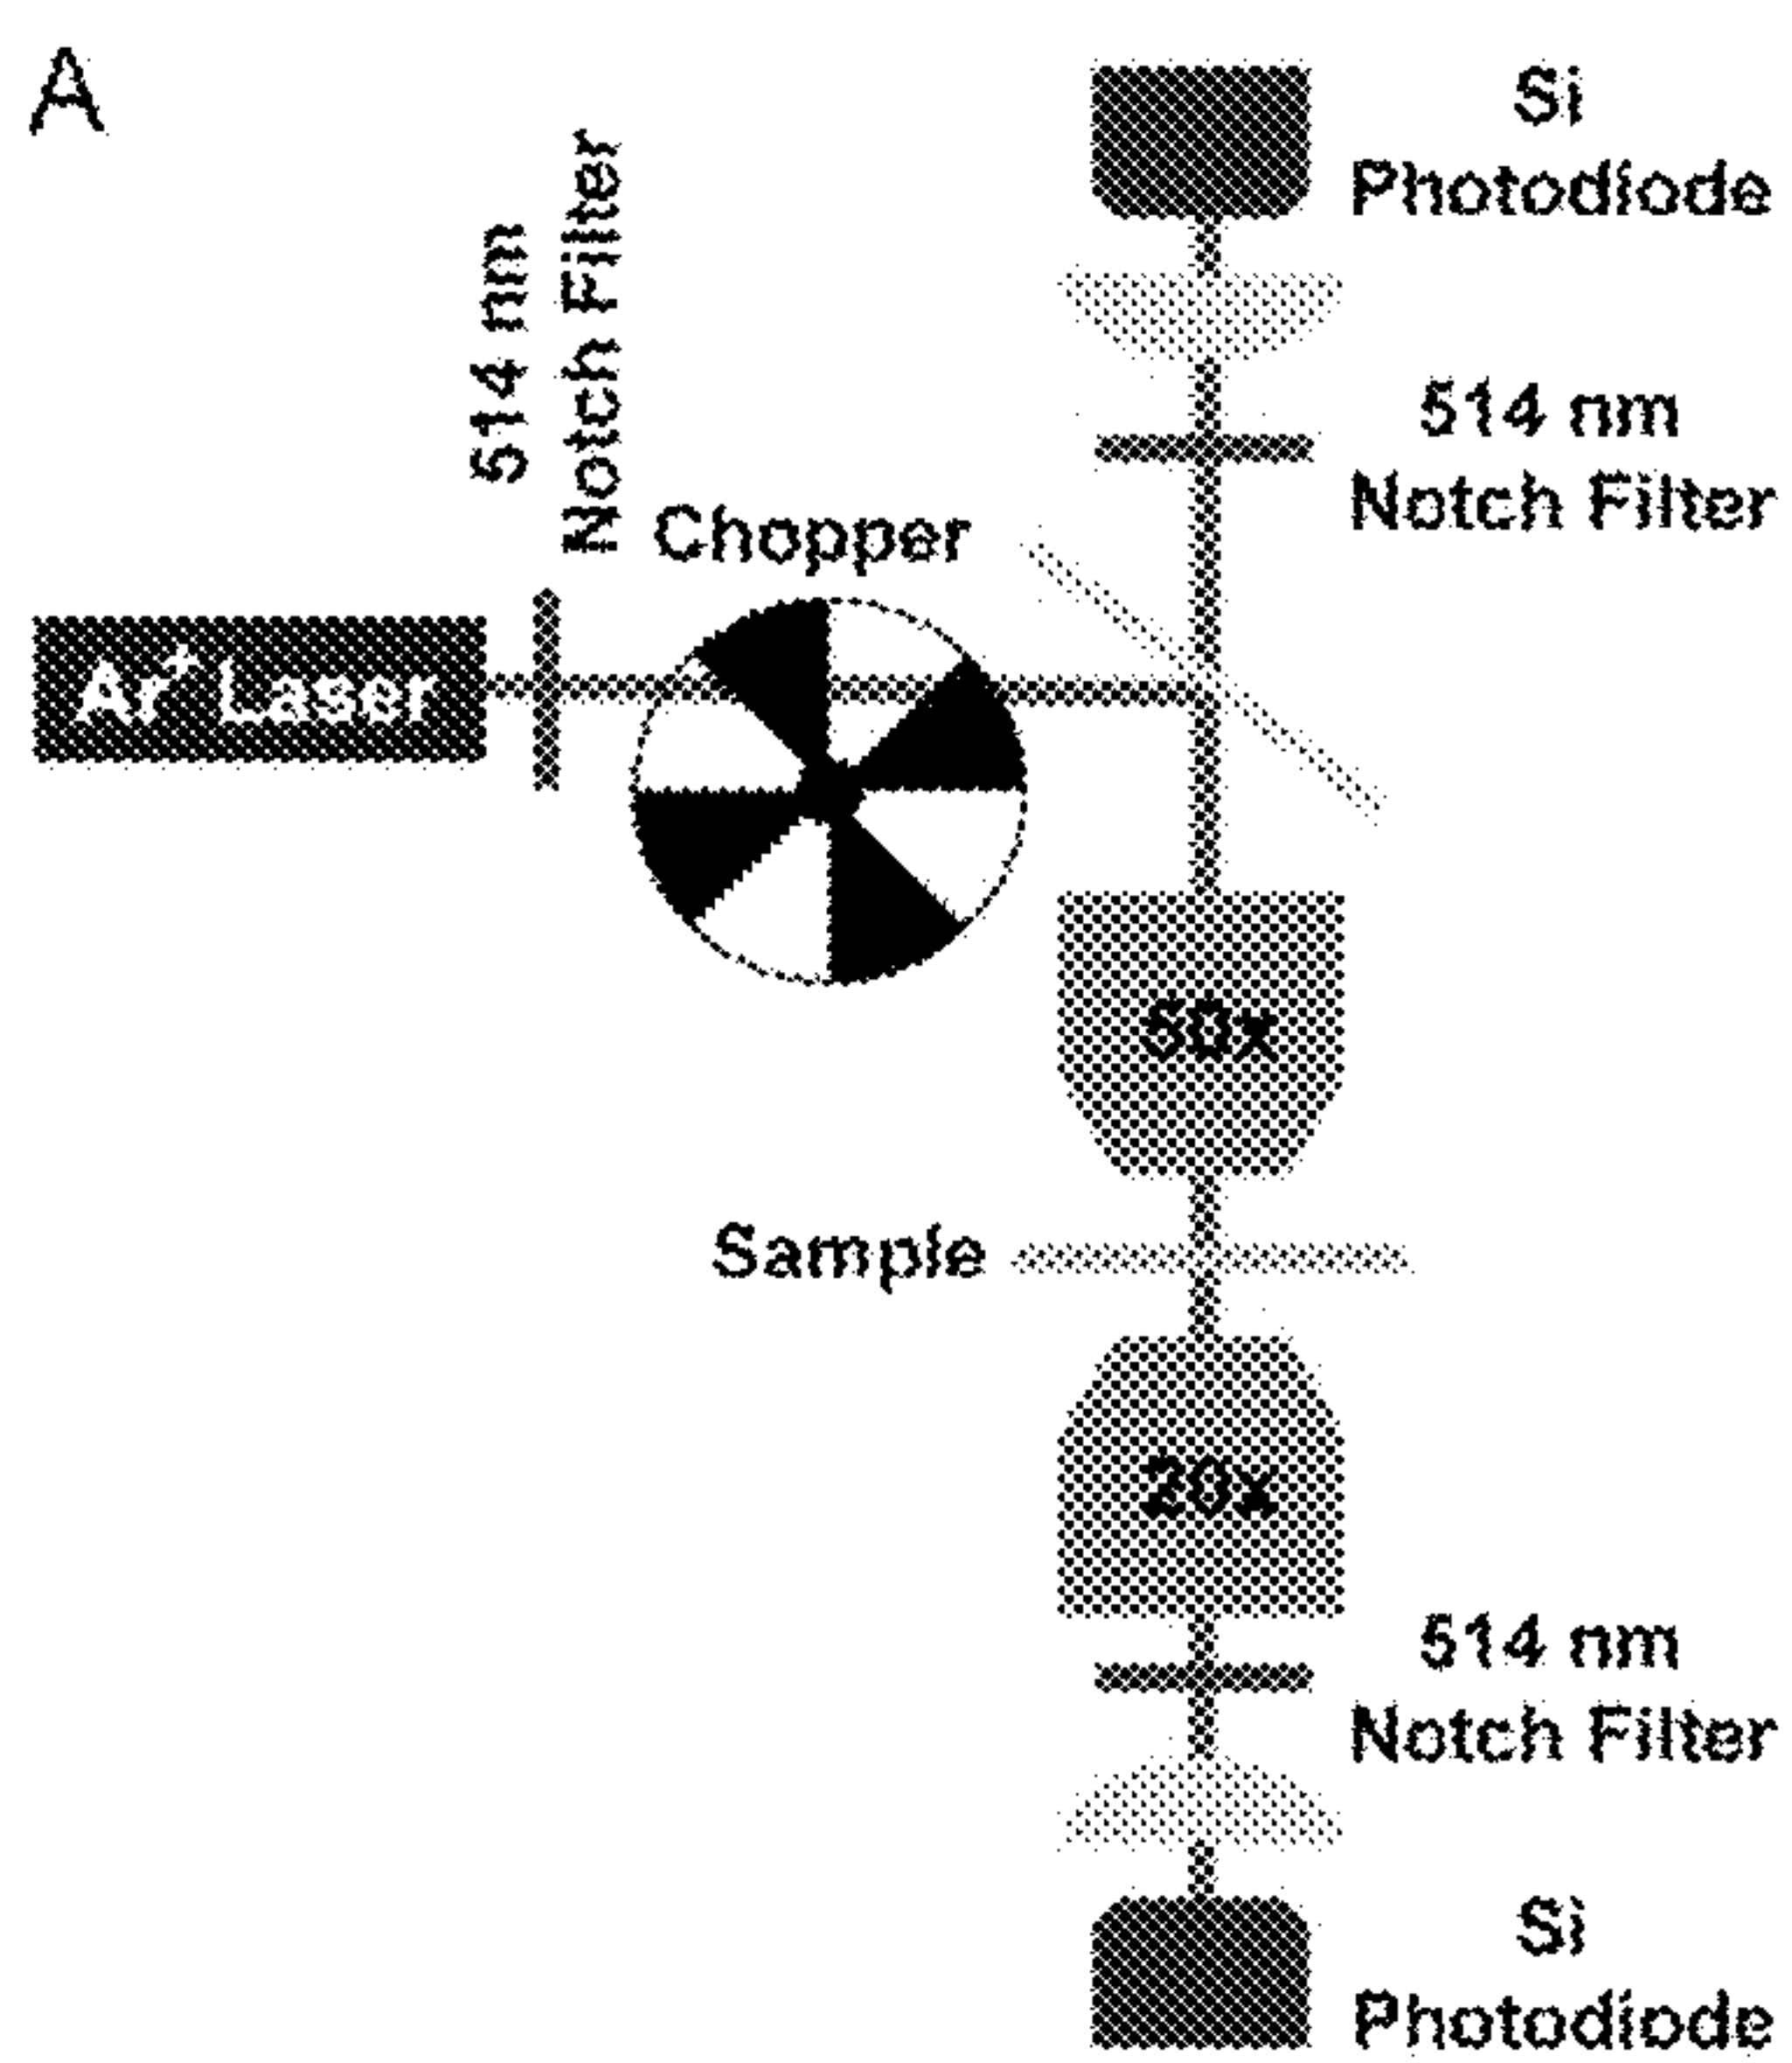 A
Si
Photodiode
514 nm
Notch Filter
514 nm
Notch Filter
Chopper
Ar+ Laser
50x
Sample
20x
514 nm
Notch Filter
Si
Photodiode